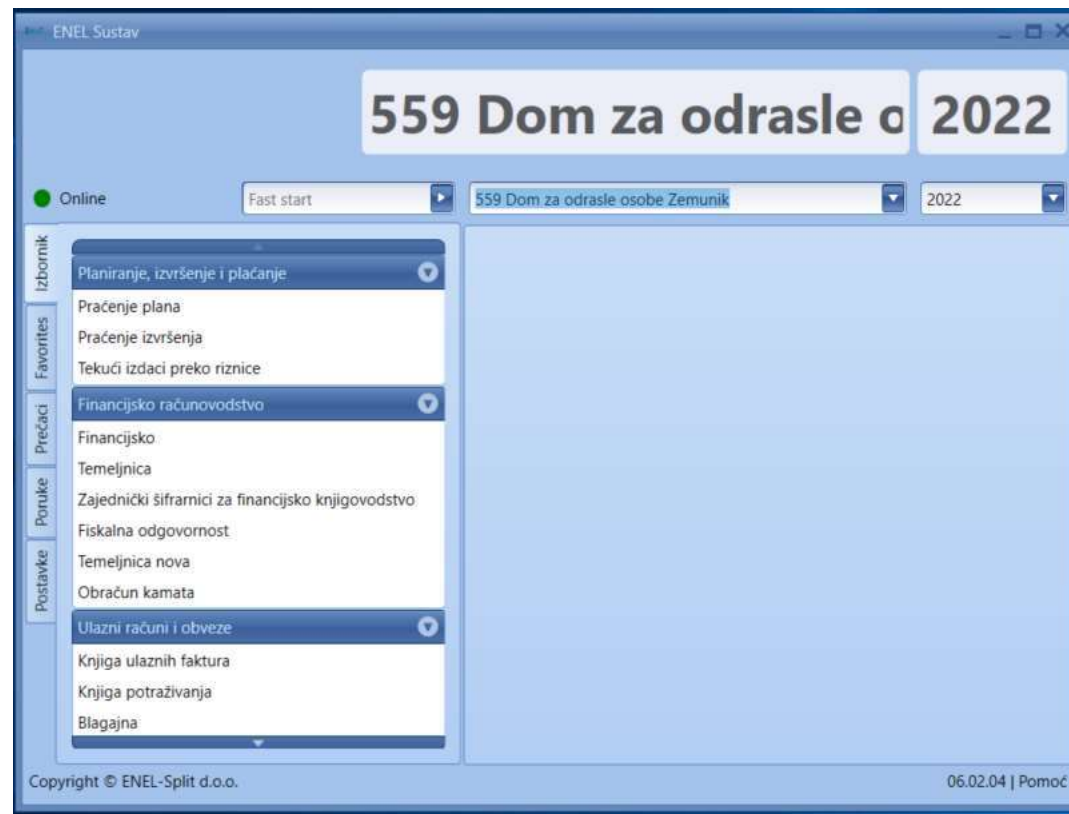 ENEL Sustav
559 Dom za odrasle o 2022
Online Fast start 559 Dom za odrasle osobe Zemunik 2022
Izbornik
Favorites
Prečaci
Poruke
Postavke
Planiranje, izvršenje i plaćanje
Praćenje plana
Praćenje izvršenja
Tekući izdaci preko riznice
Financijsko računovodstvo
Financijsko
Temeljnica
Zajednički šifrarnici za financijsko knjigovodstvo
Fiskalna odgovornost
Temeljnica nova
Obračun kamata
Ulazni računi i obveze
Knjiga ulaznih faktura
Knjiga potraživanja
Blagajna
Copyright © ENEL-Split d.o.o. 06.02.04 | Pomoć